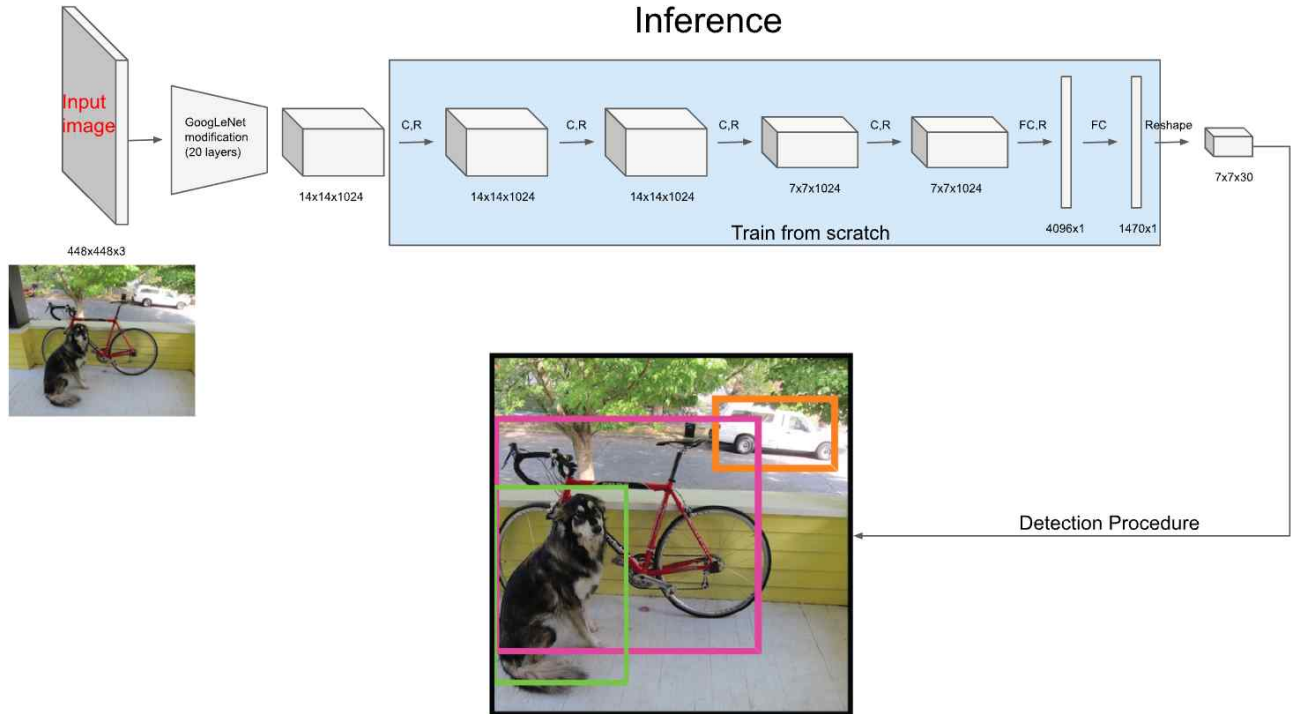 Inference
Input
image
GoogLeNet
modification
(20 layers)
C,R
C,R
C,R
C,R
FC,R
FC
Reshape
448x448x3
14x14x1024
14x14x1024
14x14x1024
7x7x1024
7x7x1024
4096x1
1470x1
7x7x30
Train from scratch
Detection Procedure